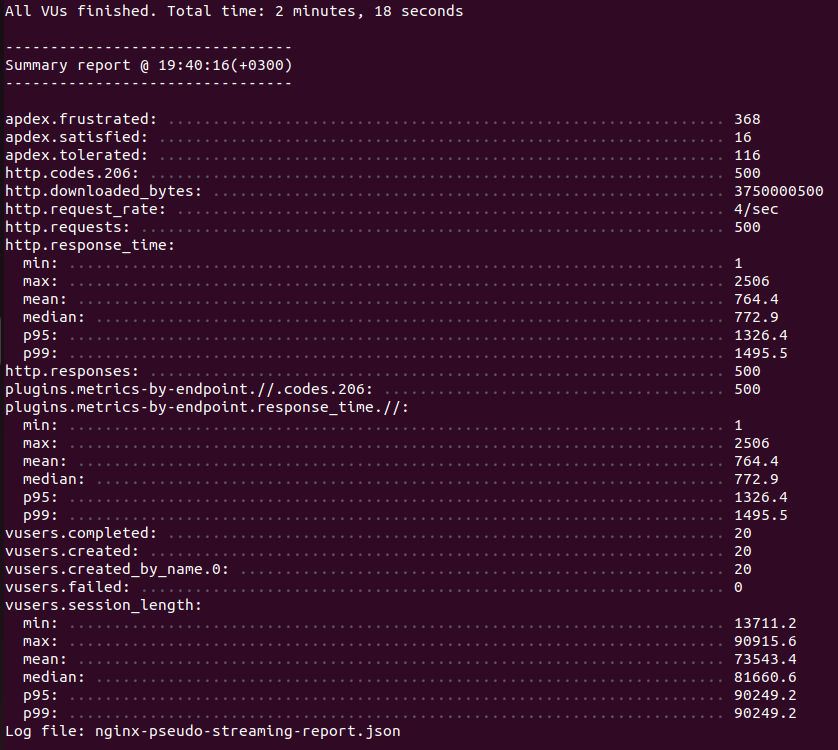 All VUs finished. Total time: 2 minutes, 18 seconds
--------------------------------
Summary report @ 19:40:16(+0300)
--------------------------------
apdex.frustrated: .............................................................. 368
apdex.satisfied: ............................................................... 16
apdex.tolerated: ............................................................... 116
http.codes.206: ................................................................ 500
http.downloaded_bytes: ......................................................... 3750000500
http.request_rate: ............................................................. 4/sec
http.requests: ................................................................. 500
http.response_time:
  min: ......................................................................... 1
  max: ......................................................................... 2506
  mean: ........................................................................ 764.4
  median: ...................................................................... 772.9
  p95: ......................................................................... 1326.4
  p99: ......................................................................... 1495.5
http.responses: ................................................................ 500
plugins.metrics-by-endpoint.//.codes.206: ...................................... 500
plugins.metrics-by-endpoint.response_time.//:
  min: ......................................................................... 1
  max: ......................................................................... 2506
  mean: ........................................................................ 764.4
  median: ...................................................................... 772.9
  p95: ......................................................................... 1326.4
  p99: ......................................................................... 1495.5
vusers.completed: .............................................................. 20
vusers.created: ................................................................ 20
vusers.created_by_name.0: ...................................................... 20
vusers.failed: ................................................................. 0
vusers.session_length:
  min: ......................................................................... 13711.2
  max: ......................................................................... 90915.6
  mean: ........................................................................ 73543.4
  median: ...................................................................... 81660.6
  p95: ......................................................................... 90249.2
  p99: ......................................................................... 90249.2
Log file: nginx-pseudo-streaming-report.json